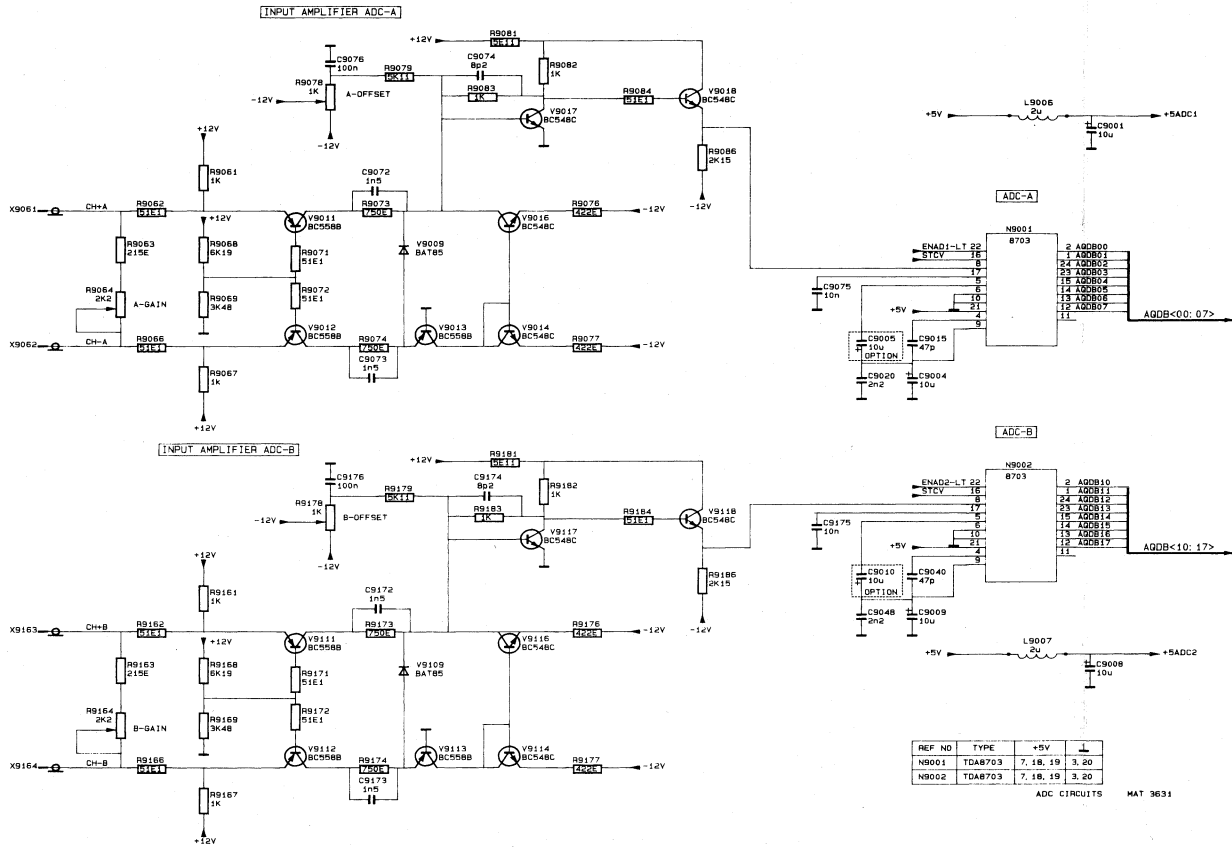 INPUT AMPLIFIER ADC-A
+12V
R9081
5E11
C9076
100n
R9079
5K11
C9074
8p2
R9082
1K
R9078
1K
A-OFFSET
-12V
-12V
R9083
1K
V9017
BC548C
R9084
51E1
V9018
BC548C
R9086
2K15
-12V
+5V
L9006
2u
+5ADC1
C9001
10u
+12V
R9061
1K
C9072
1n5
X9061
CH+A
R9062
51E1
+12V
V9011
BC558B
R9073
750E
V9016
BC548C
R9076
422E
-12V
R9063
215E
R9068
6K19
R9071
51E1
V9009
BAT85
R9064
2K2
A-GAIN
R9069
3K48
R9072
51E1
X9062
CH-A
R9066
51E1
V9012
BC558B
R9074
750E
V9013
BC558B
V9014
BC548C
R9077
422E
-12V
C9073
1n5
R9067
1K
+12V
ADC-A
N9001
8703
ENAD1-LT 22
STCV 16
8
17
5
6
10
21
4
9
2 AQDB00
1 AQDB01
24 AQDB02
23 AQDB03
15 AQDB04
14 AQDB05
13 AQDB06
12 AQDB07
11
AQDB<00:07>
C9075
10n
+5V
C9005
10u
OPTION
C9015
47p
C9020
2n2
C9004
10u
INPUT AMPLIFIER ADC-B
+12V
R9181
5E11
C9176
100n
R9179
5K11
C9174
8p2
R9182
1K
R9178
1K
B-OFFSET
-12V
-12V
R9183
1K
V9117
BC548C
R9184
51E1
V9118
BC548C
R9186
2K15
-12V
+12V
R9161
1K
C9172
1n5
X9163
CH+B
R9162
51E1
+12V
V9111
BC558B
R9173
750E
V9116
BC548C
R9176
422E
-12V
R9163
215E
R9168
6K19
R9171
51E1
V9109
BAT85
R9164
2K2
B-GAIN
R9169
3K48
R9172
51E1
X9164
CH-B
R9166
51E1
V9112
BC558B
R9174
750E
V9113
BC558B
V9114
BC548C
R9177
422E
-12V
C9173
1n5
R9167
1K
+12V
ADC-B
N9002
8703
ENAD2-LT 22
STCV 16
8
17
5
6
10
21
4
9
2 AQDB10
1 AQDB11
24 AQDB12
23 AQDB13
15 AQDB14
14 AQDB15
13 AQDB16
12 AQDB17
11
AQDB<10:17>
C9175
10n
+5V
C9010
10u
OPTION
C9040
47p
C9048
2n2
C9009
10u
+5V
L9007
2u
+5ADC2
C9008
10u
REF NO TYPE +5V
N9001 TDA8703 7, 18, 19 3, 20
N9002 TDA8703 7, 18, 19 3, 20
ADC CIRCUITS MAT 3631